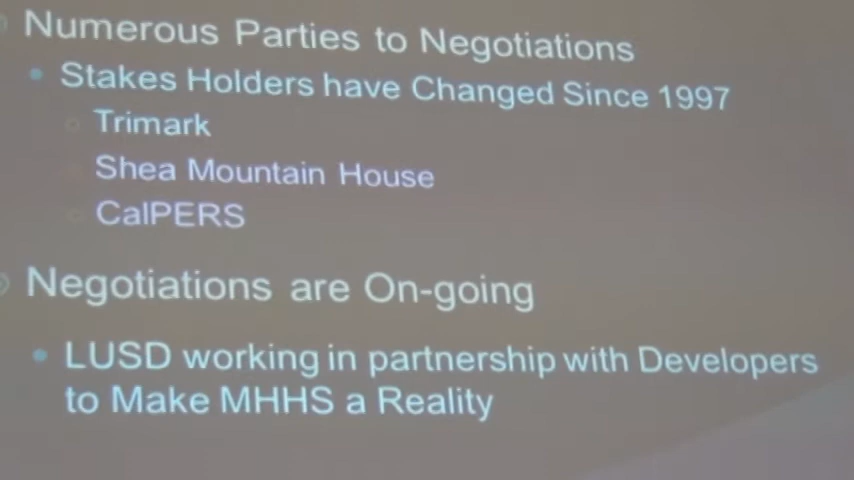 Numerous Parties to Negotiations
Stakes Holders have Changed Since 1997
Trimark
Shea Mountain House
CalPERS
Negotiations are On-going
LUSD working in partnership with Developers
to Make MHHS a Reality